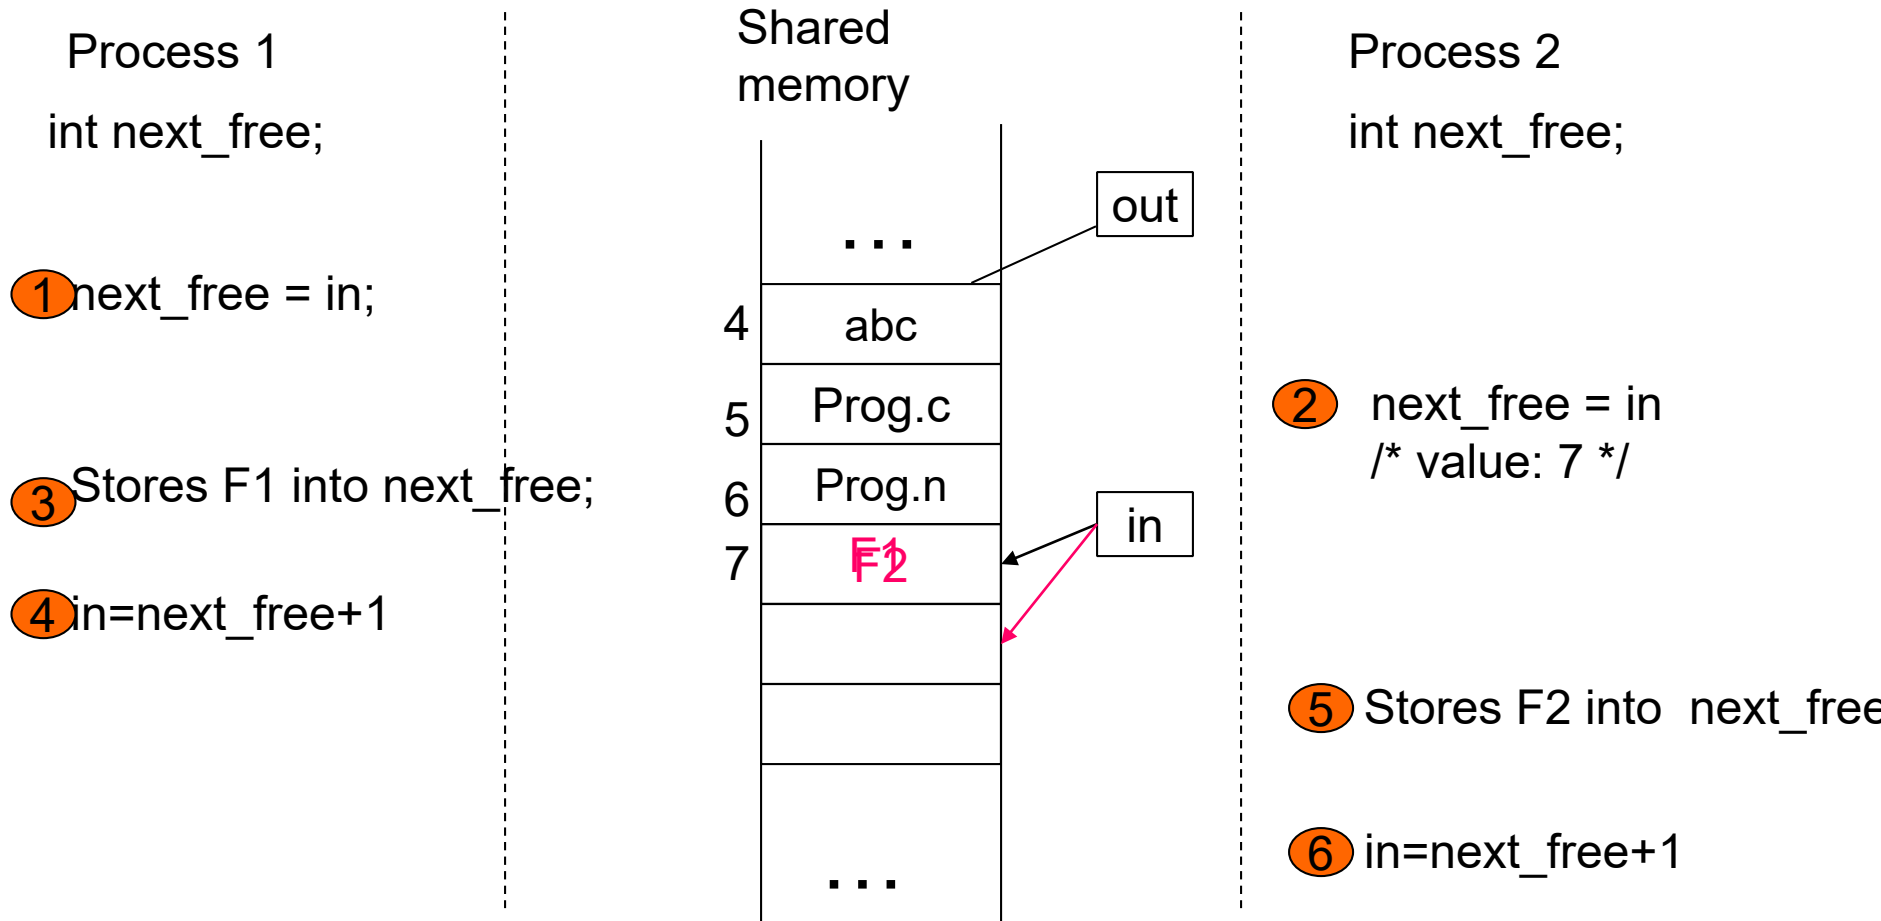 Process 1
int next_free;
1 next_free = in;
3 Stores F1 into next_free;
4 in=next_free+1
Shared
memory
...
out
4 abc
5 Prog.c
6 Prog.n
in
7 F1
F2
...
Process 2
int next_free;
2 next_free = in
/* value: 7 */
5 Stores F2 into next_free
6 in=next_free+1